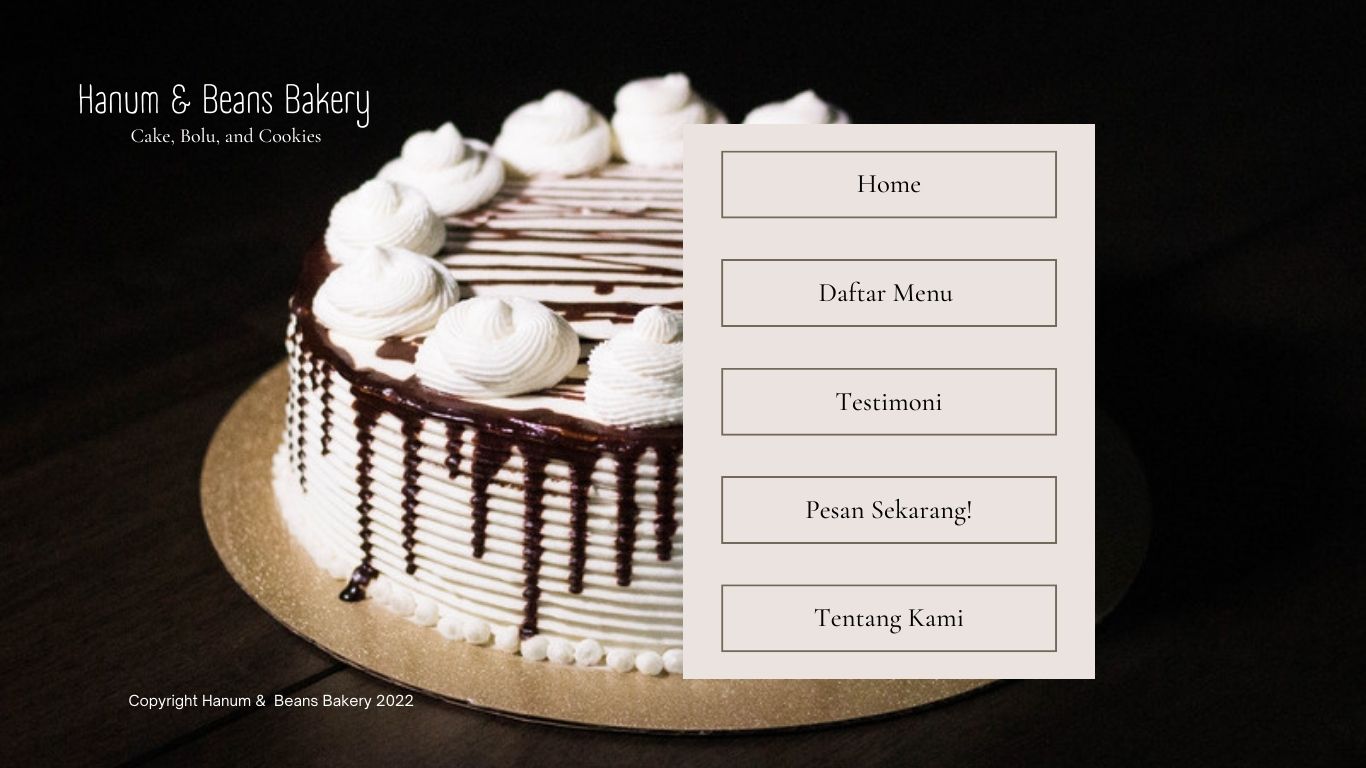 Hanum & Beans Bakery
Cake, Bolu, and Cookies
Home
Daftar Menu
Testimoni
Pesan Sekarang!
Tentang Kami
Copyright Hanum & Beans Bakery 2022